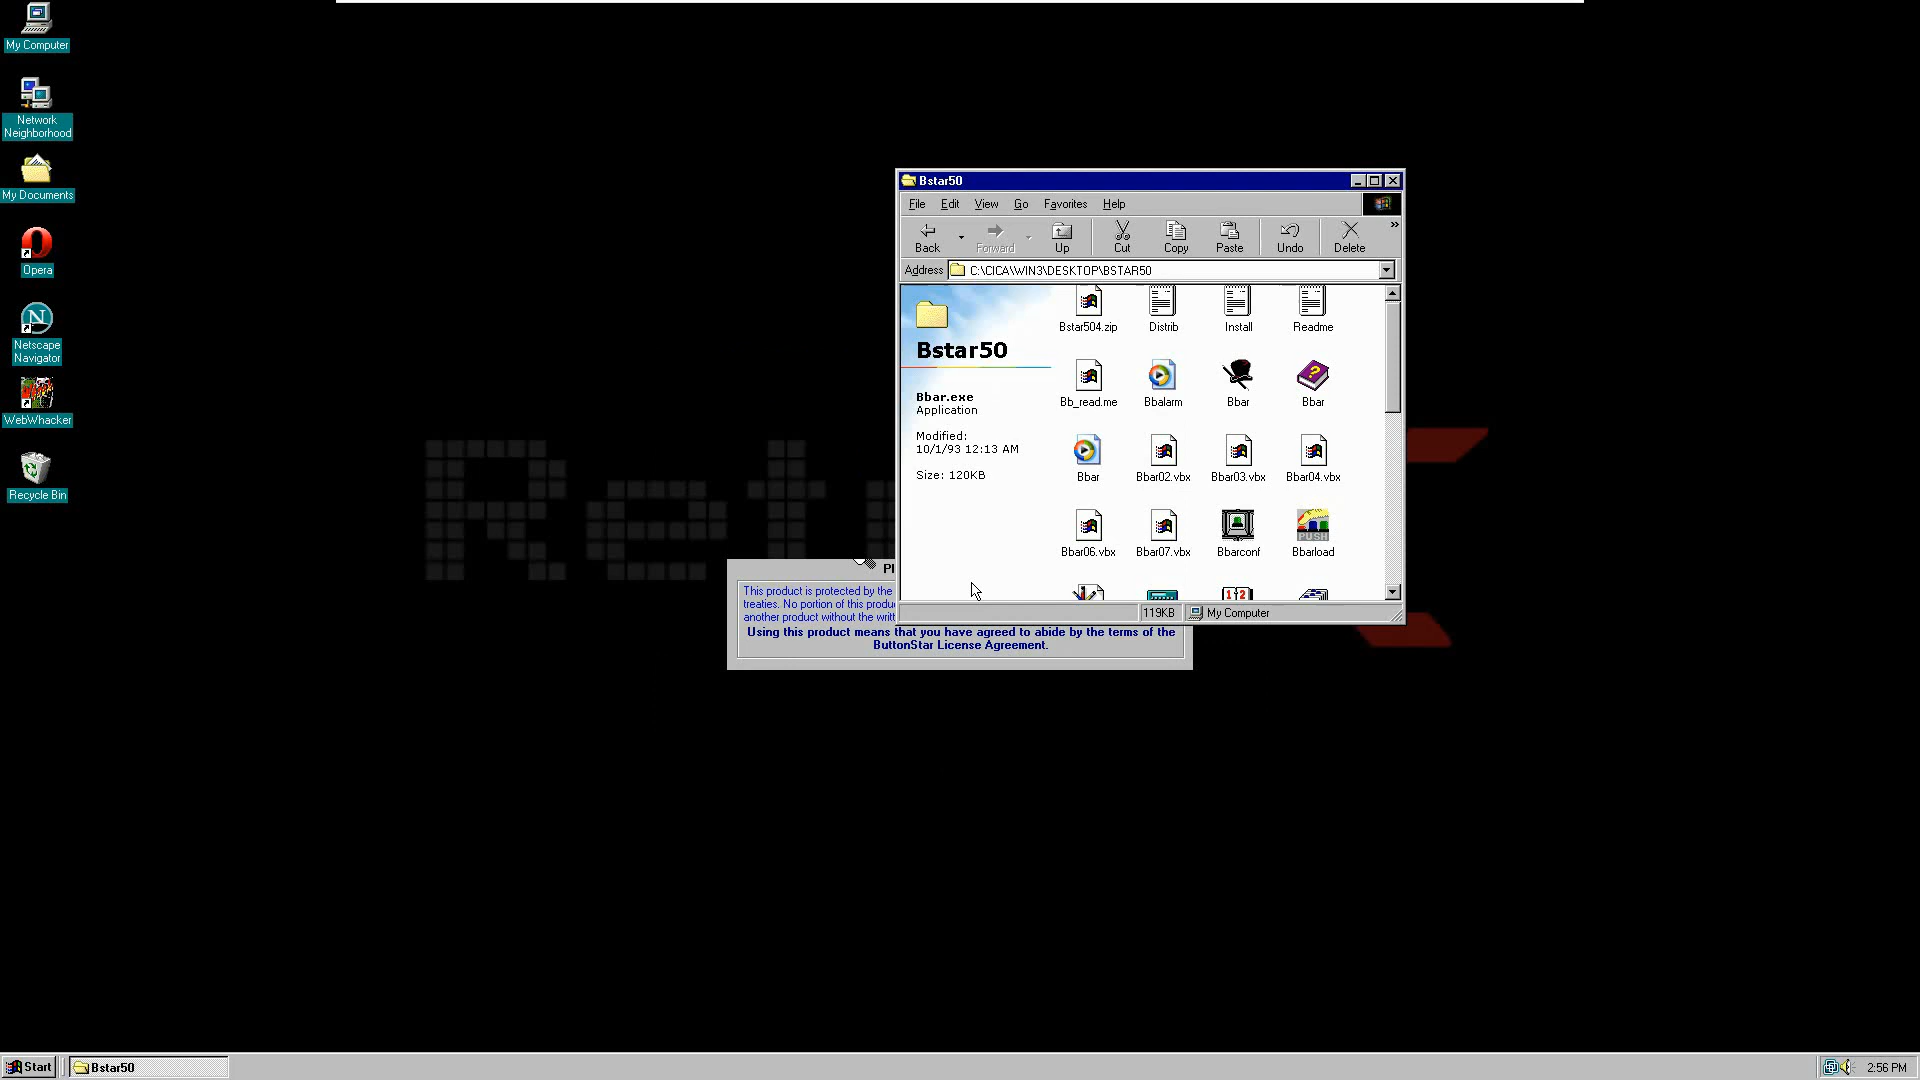 My Computer
Network
Neighborhood
My Documents
Opera
Netscape
Navigator
WebWhacker
Recycle Bin
Bstar50
File Edit View Go Favorites Help
Back Forward Up Cut Copy Paste Undo Delete »
Address C:\CICA\WIN3\DESKTOP\BSTAR50
Bstar50
Bbar.exe
Application
Modified:
10/1/93 12:13 AM
Size: 120KB
Bstar504.zip Distrib Install Readme
Bb_read.me Bbalarm Bbar Bbar
Bbar Bbar02.vbx Bbar03.vbx Bbar04.vbx
Bbar06.vbx Bbar07.vbx Bbarconf Bbarload
PUSH
119KB My Computer
This product is protected by the
treaties. No portion of this
another product without the
Using this product means that you have agreed to abide by the terms of the
ButtonStar License Agreement.
Start Bstar50 2:56 PM